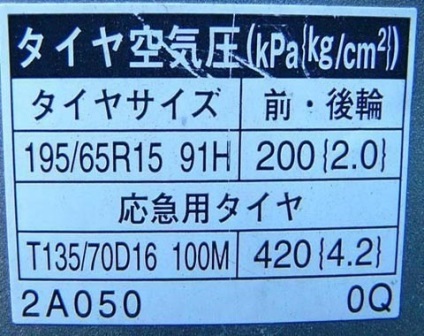 タイヤ空気圧(kPa{kg/cm²})
タイヤサイズ 前・後輪
195/65R15 91H 200{2.0}
応急用タイヤ
T135/70D16 100M 420{4.2}
2A050 0Q